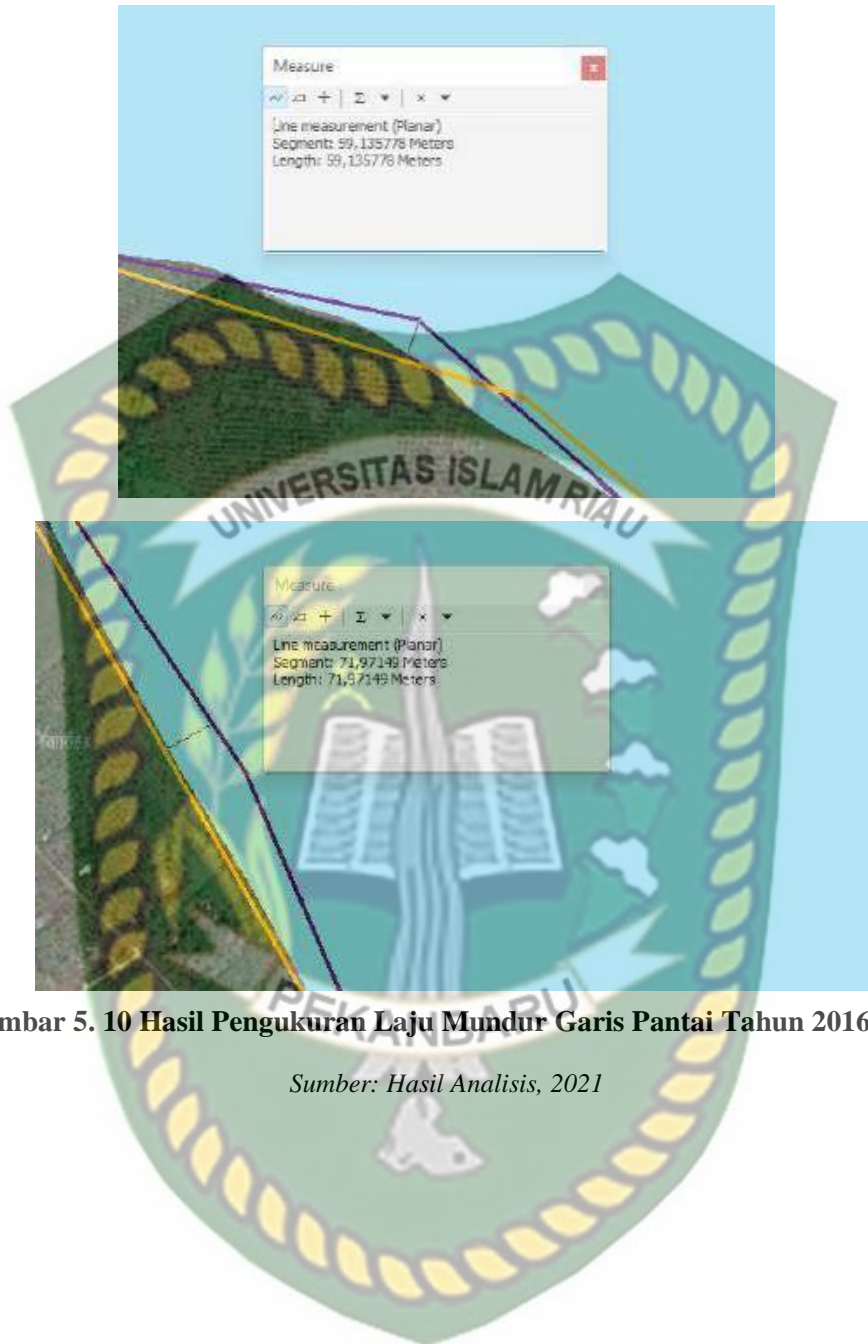 Measure
Line measurement (Planar)
Segment: 59,135778 Meters
Length: 59,135778 Meters
UNIVERSITAS ISLAM RIAU
Measure
Line measurement (Planar)
Segment: 71,97149 Meters
Length: 71,97149 Meters
PEKANBARU
mbar 5. 10 Hasil Pengukuran Laju Mundur Garis Pantai Tahun 2016
Sumber: Hasil Analisis, 2021